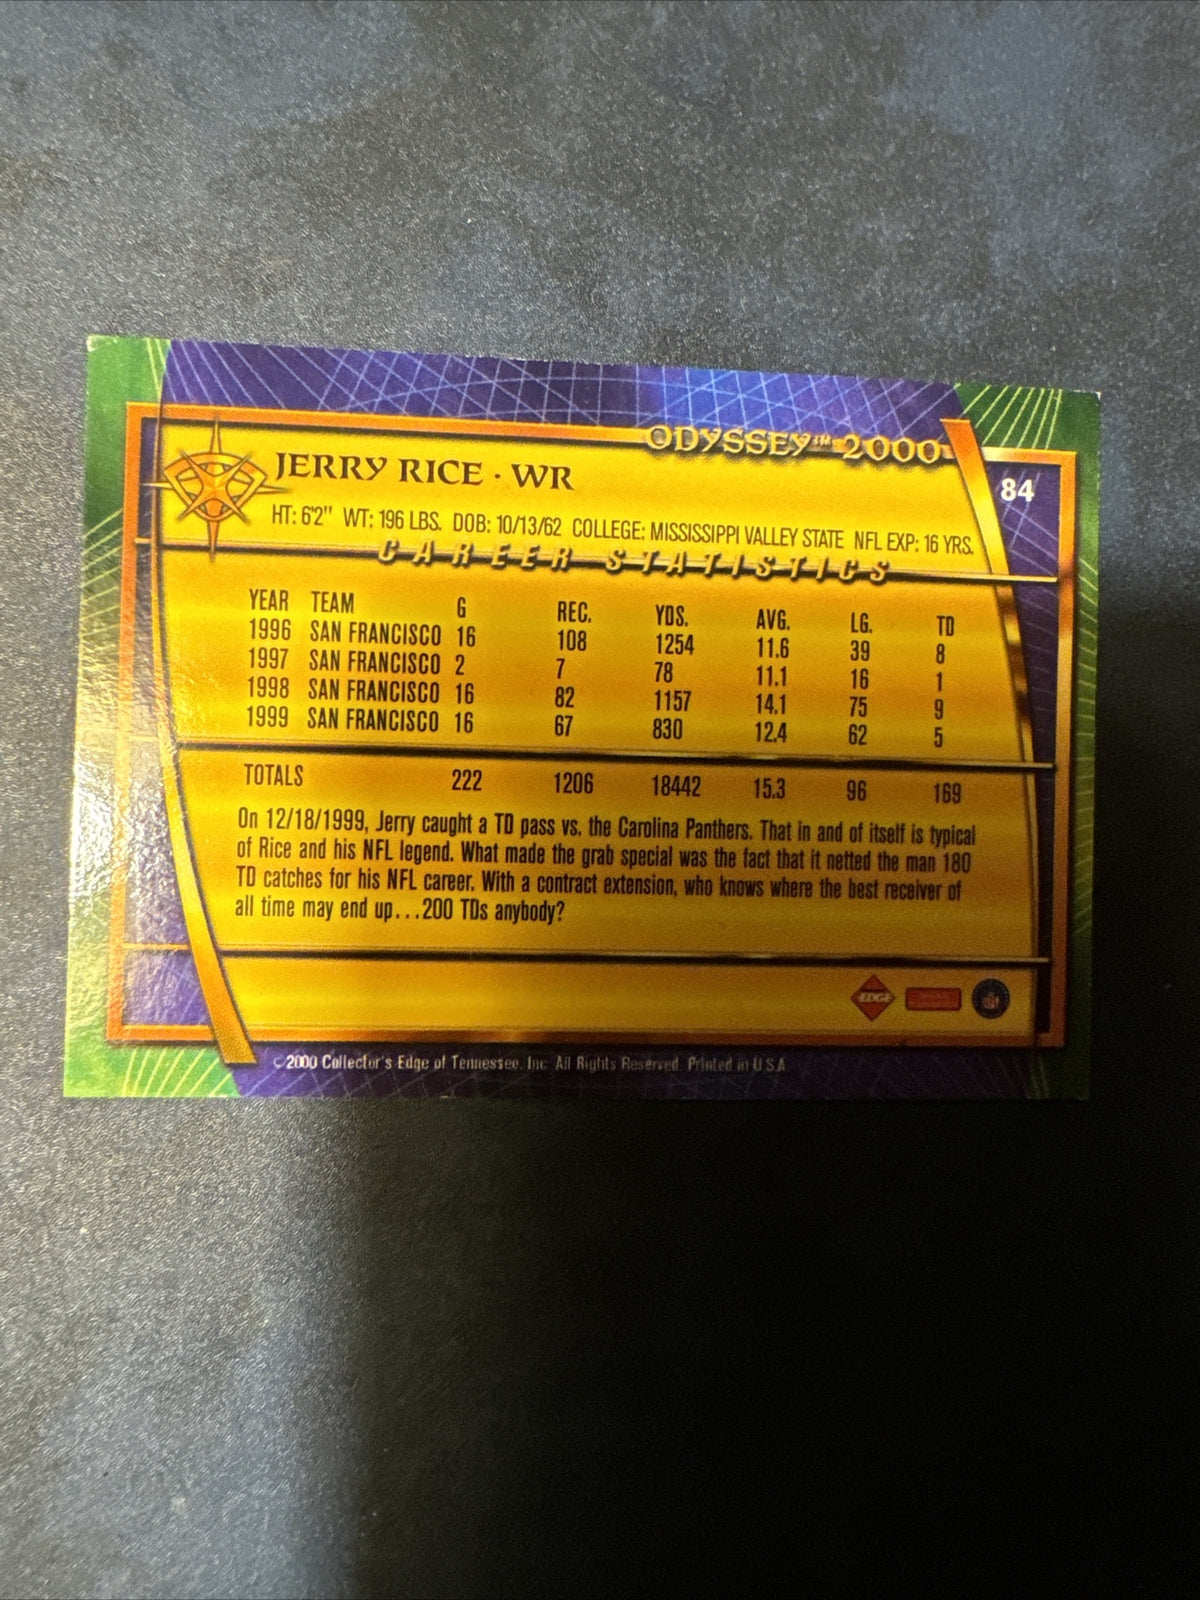 ODYSSEY™ 2000
JERRY RICE · WR
84
HT: 6'2" WT: 196 LBS. DOB: 10/13/62 COLLEGE: MISSISSIPPI VALLEY STATE NFL EXP: 16 YRS.
CAREER STATISTICS
YEAR TEAM G REC. YDS. AVG. LG. TD
1996 SAN FRANCISCO 16 108 1254 11.6 39 8
1997 SAN FRANCISCO 2 7 78 11.1 16 1
1998 SAN FRANCISCO 16 82 1157 14.1 75 9
1999 SAN FRANCISCO 16 67 830 12.4 62 5
TOTALS 222 1206 18442 15.3 96 169
On 12/18/1999, Jerry caught a TD pass vs. the Carolina Panthers. That in and of itself is typical
of Rice and his NFL legend. What made the grab special was the fact that it netted the man 180
TD catches for his NFL career. With a contract extension, who knows where the best receiver of
all time may end up...200 TDs anybody?
EDGE
©2000 Collector's Edge of Tennessee, Inc. All Rights Reserved. Printed in U.S.A.